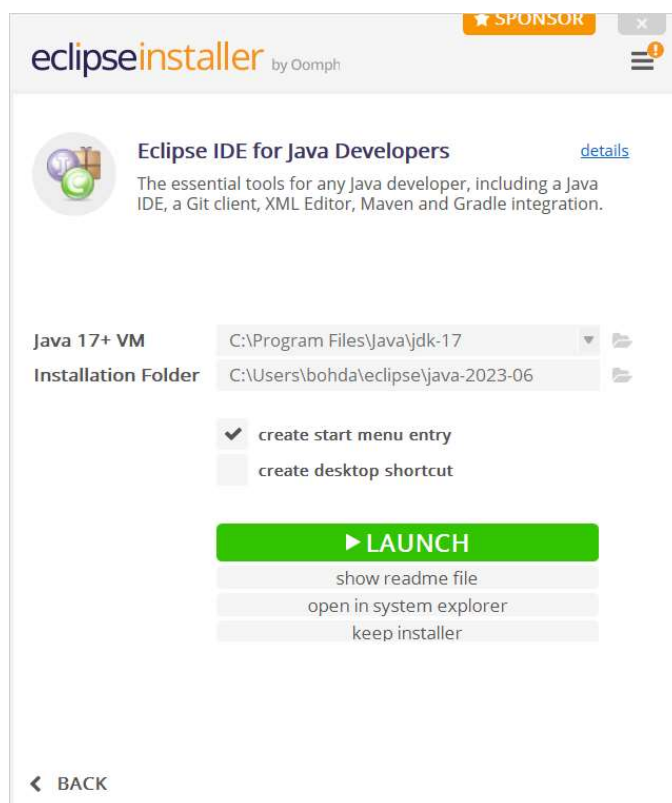 ★ SPONSOR
x
eclipseinstaller by Oomph
!
Eclipse IDE for Java Developers details
The essential tools for any Java developer, including a Java
IDE, a Git client, XML Editor, Maven and Gradle integration.
Java 17+ VM C:\Program Files\Java\jdk-17
Installation Folder C:\Users\bohda\eclipse\java-2023-06
create start menu entry
create desktop shortcut
LAUNCH
show readme file
open in system explorer
keep installer
BACK